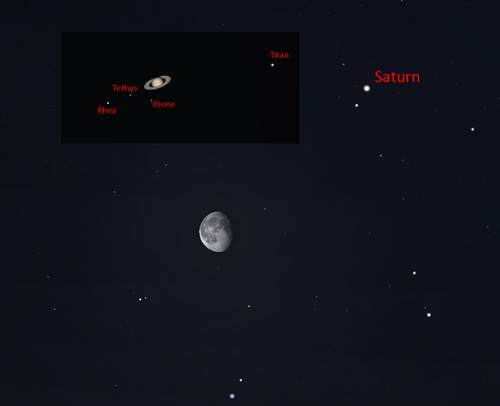 Titan
Saturn
Tethys
Dione
Rhea